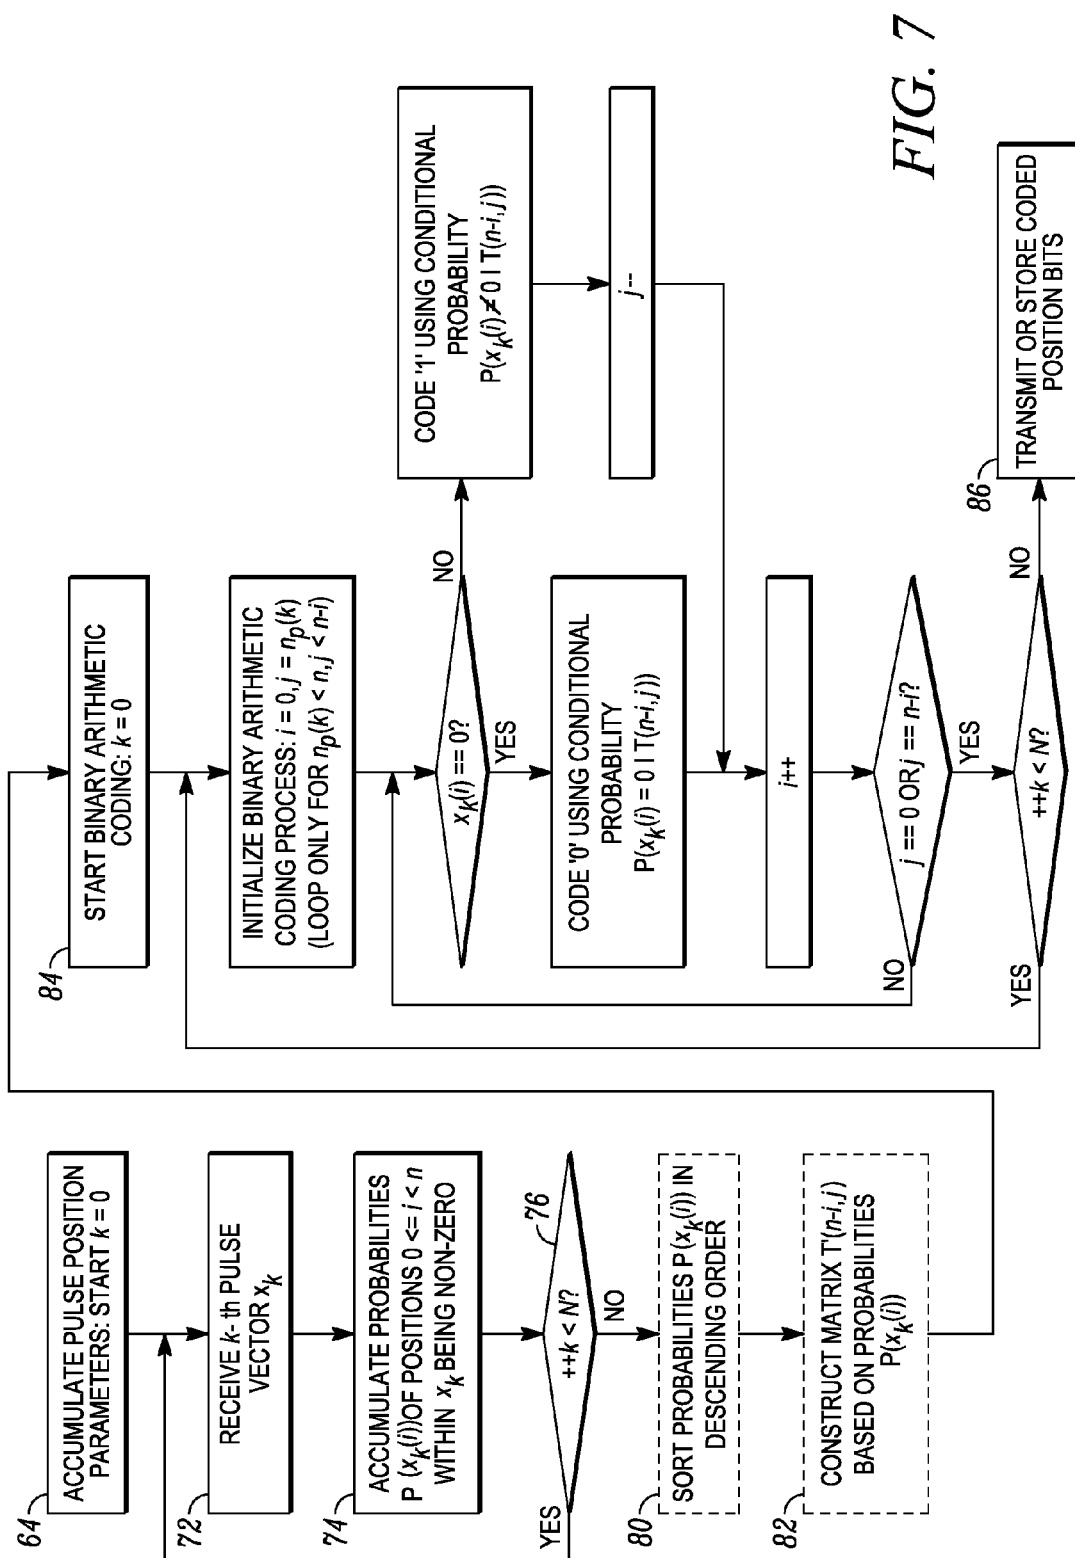 64
ACCUMULATE PULSE POSITION
PARAMETERS: START k = 0
72
RECEIVE k- th PULSE
VECTOR x_k
74
ACCUMULATE PROBABILITIES
P (x_k(i)) OF POSITIONS 0 <= i < n
WITHIN x_k BEING NON-ZERO
76
++k < N?
YES
NO
80
SORT PROBABILITIES P(x_k(i)) IN
DESCENDING ORDER
82
CONSTRUCT MATRIX T'(n-i,j)
BASED ON PROBABILITIES
P(x_k(i))
84
START BINARY ARITHMETIC
CODING: k = 0
INITIALIZE BINARY ARITHMETIC
CODING PROCESS: i = 0, j = n_p(k)
(LOOP ONLY FOR n_p(k) < n, j < n-i)
x_k(i) == 0?
NO
YES
CODE '0' USING CONDITIONAL
PROBABILITY
P(x_k(i) = 0 I T(n-i, j))
CODE '1' USING CONDITIONAL
PROBABILITY
P(x_k(i) ≠ 0 I T(n-i, j))
j--
i++
j == 0 OR j == n-i?
NO
YES
++k < N?
YES
NO
86
TRANSMIT OR STORE CODED
POSITION BITS
FIG. 7